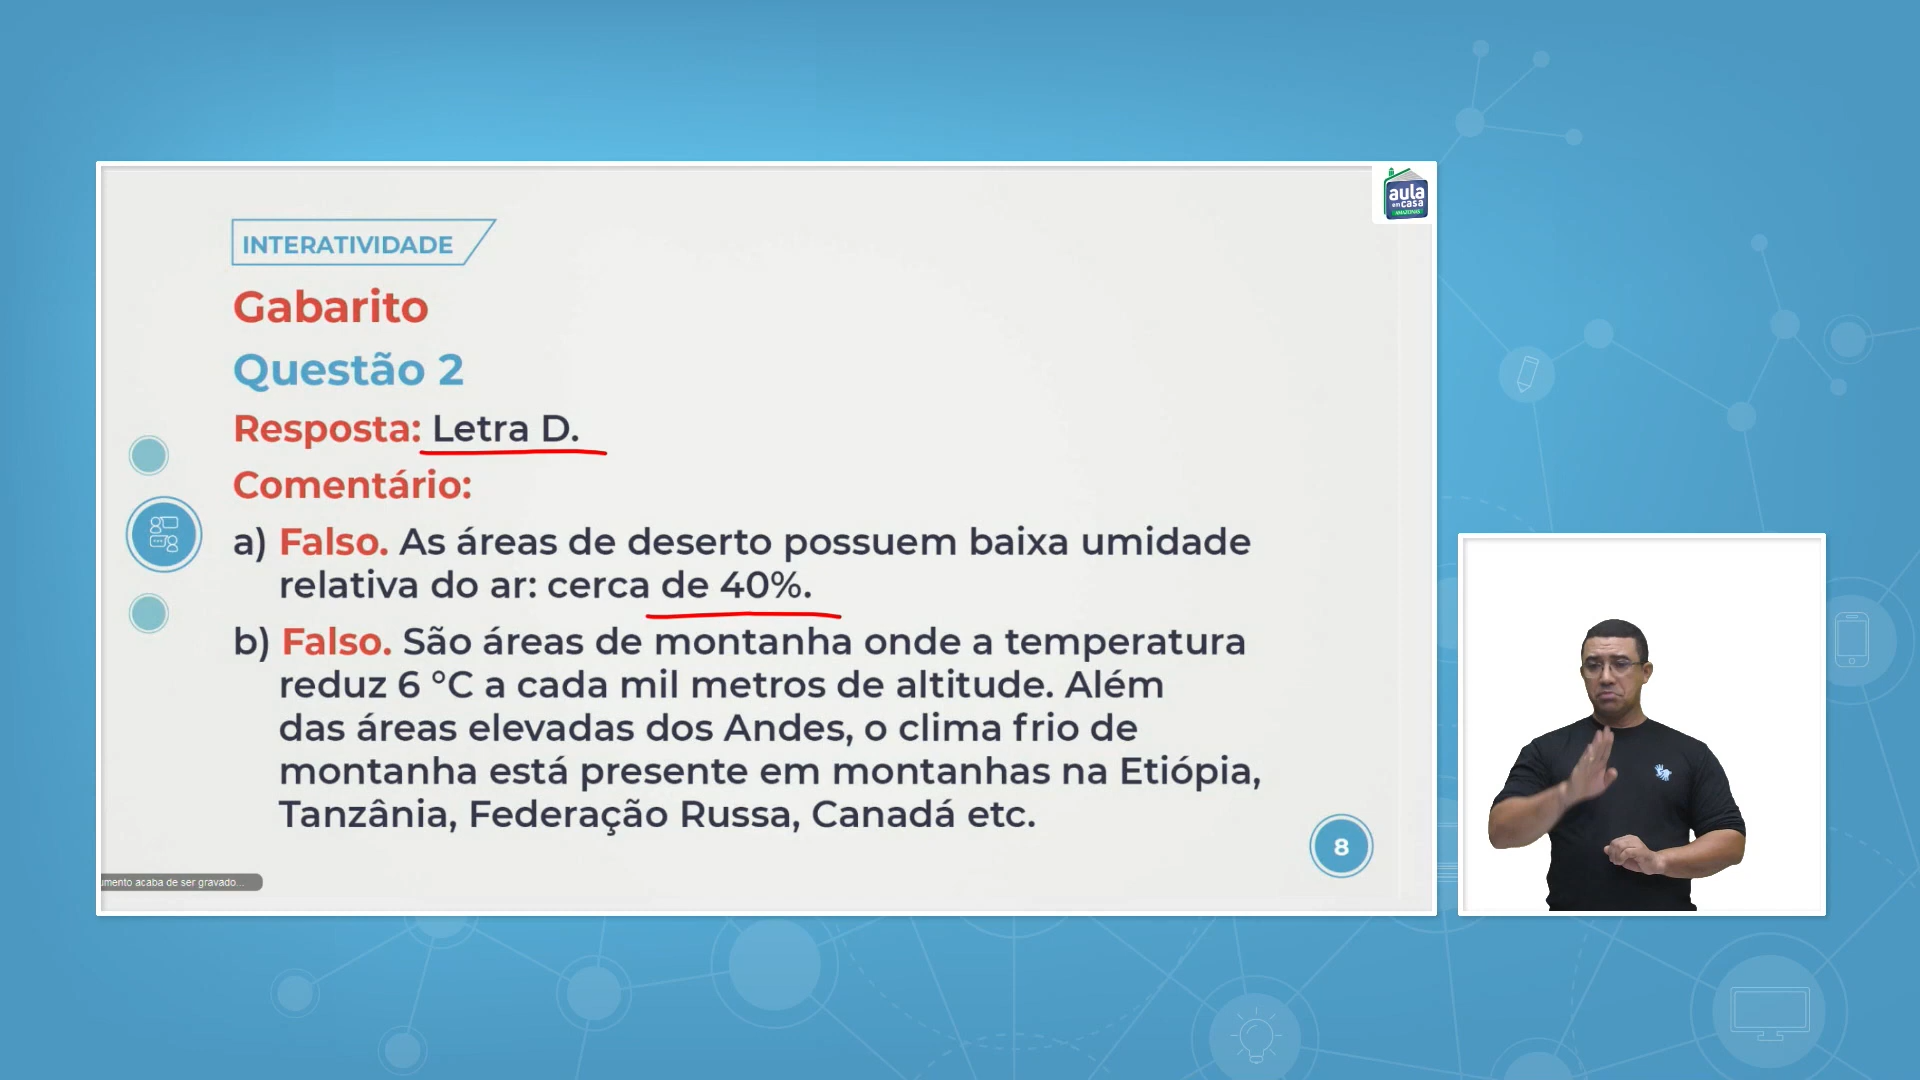 aula
em casa
AMAZONAS
INTERATIVIDADE
Gabarito
Questão 2
Resposta: Letra D.
Comentário:
a) Falso. As áreas de deserto possuem baixa umidade
relativa do ar: cerca de 40%.
b) Falso. São áreas de montanha onde a temperatura
reduz 6 °C a cada mil metros de altitude. Além
das áreas elevadas dos Andes, o clima frio de
montanha está presente em montanhas na Etiópia,
Tanzânia, Federação Russa, Canadá etc.
8
acaba de ser gravado...